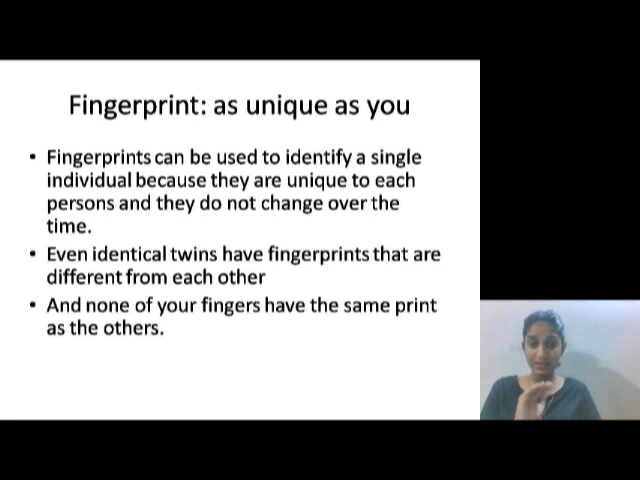 Fingerprint: as unique as you
• Fingerprints can be used to identify a single
individual because they are unique to each
persons and they do not change over the
time.
• Even identical twins have fingerprints that are
different from each other
• And none of your fingers have the same print
as the others.